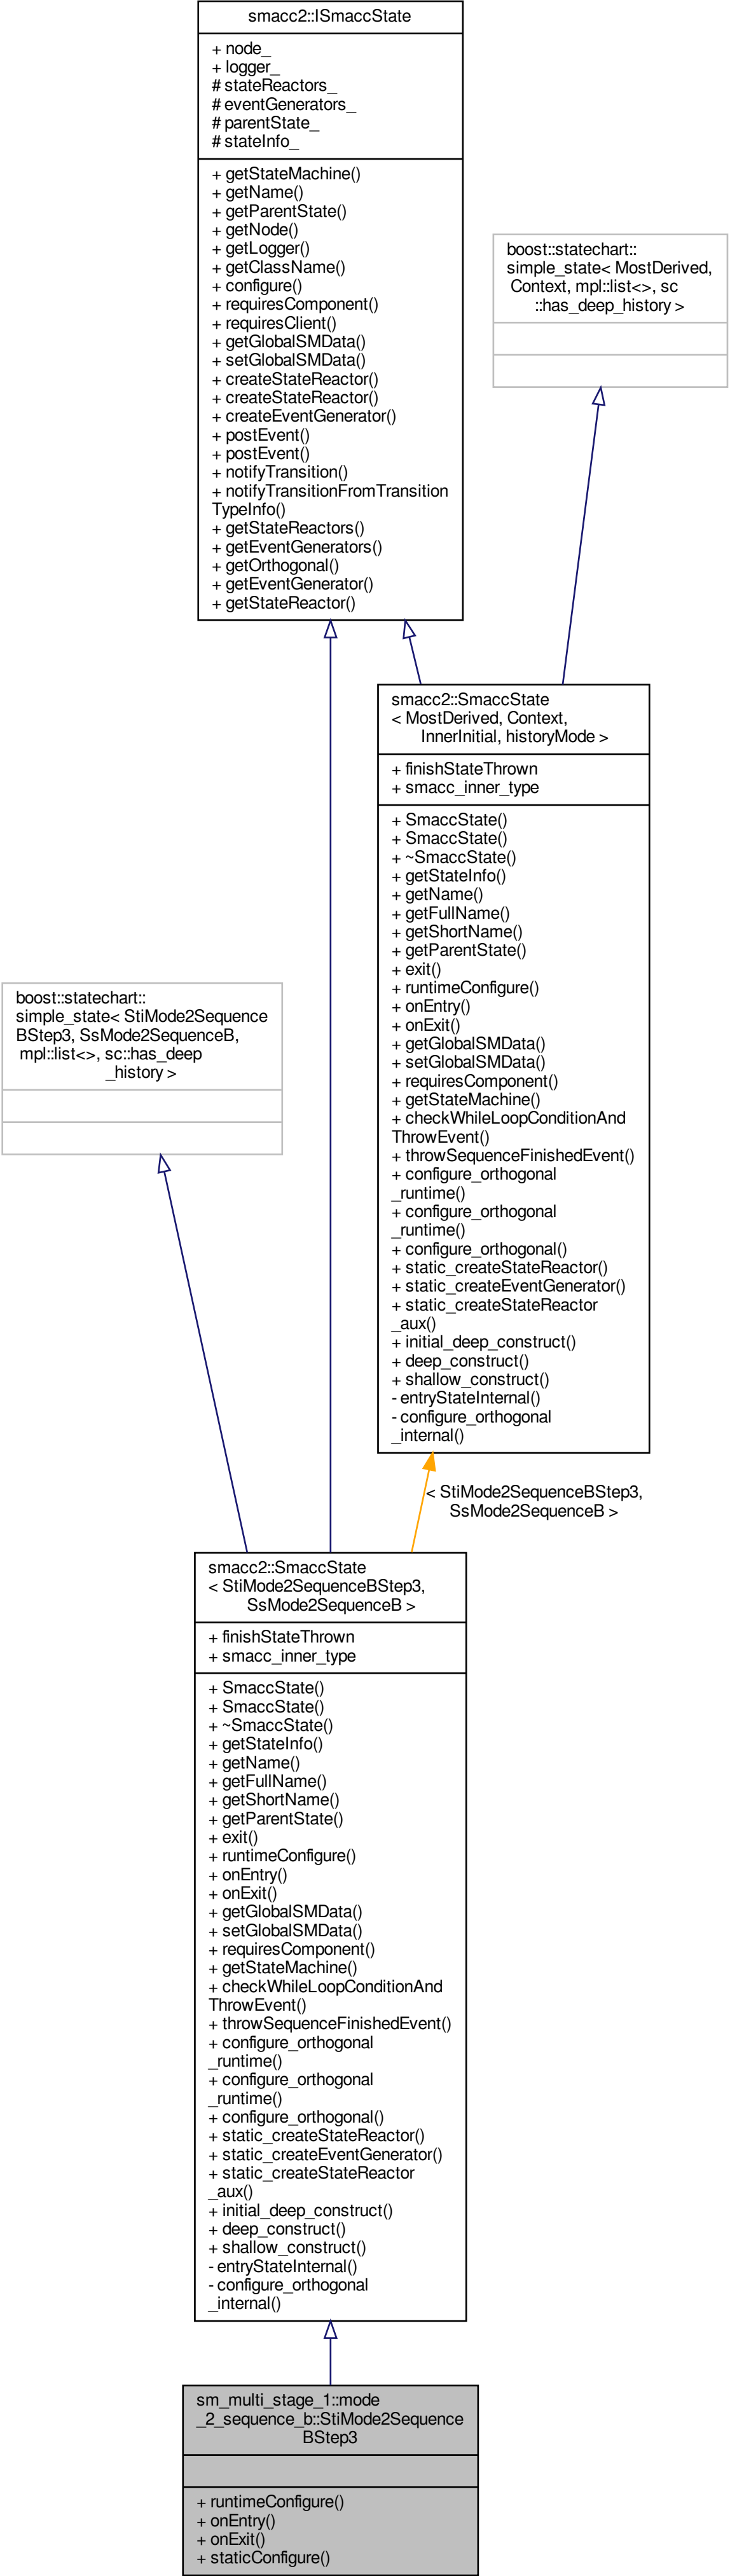 smacc2::ISmaccState
+ node_
+ logger_
# stateReactors_
# eventGenerators_
# parentState_
# stateInfo_
+ getStateMachine()
+ getName()
+ getParentState()
+ getNode()
+ getLogger()
+ getClassName()
+ configure()
+ requiresComponent()
+ requiresClient()
+ getGlobalSMData()
+ setGlobalSMData()
+ createStateReactor()
+ createStateReactor()
+ createEventGenerator()
+ postEvent()
+ postEvent()
+ notifyTransition()
+ notifyTransitionFromTransition
TypeInfo()
+ getStateReactors()
+ getEventGenerators()
+ getOrthogonal()
+ getEventGenerator()
+ getStateReactor()
boost::statechart::
simple_state< MostDerived,
Context, mpl::list<>, sc
::has_deep_history >
smacc2::SmaccState
< MostDerived, Context,
InnerInitial, historyMode >
+ finishStateThrown
+ smacc_inner_type
+ SmaccState()
+ SmaccState()
+ ~SmaccState()
+ getStateInfo()
+ getName()
+ getFullName()
+ getShortName()
+ getParentState()
+ exit()
+ runtimeConfigure()
+ onEntry()
+ onExit()
+ getGlobalSMData()
+ setGlobalSMData()
+ requiresComponent()
+ getStateMachine()
+ checkWhileLoopConditionAnd
ThrowEvent()
+ throwSequenceFinishedEvent()
+ configure_orthogonal
_runtime()
+ configure_orthogonal
_runtime()
+ configure_orthogonal()
+ static_createStateReactor()
+ static_createEventGenerator()
+ static_createStateReactor
_aux()
+ initial_deep_construct()
+ deep_construct()
+ shallow_construct()
- entryStateInternal()
- configure_orthogonal
_internal()
boost::statechart::
simple_state< StiMode2Sequence
BStep3, SsMode2SequenceB,
mpl::list<>, sc::has_deep
_history >
< StiMode2SequenceBStep3,
SsMode2SequenceB >
smacc2::SmaccState
< StiMode2SequenceBStep3,
SsMode2SequenceB >
+ finishStateThrown
+ smacc_inner_type
+ SmaccState()
+ SmaccState()
+ ~SmaccState()
+ getStateInfo()
+ getName()
+ getFullName()
+ getShortName()
+ getParentState()
+ exit()
+ runtimeConfigure()
+ onEntry()
+ onExit()
+ getGlobalSMData()
+ setGlobalSMData()
+ requiresComponent()
+ getStateMachine()
+ checkWhileLoopConditionAnd
ThrowEvent()
+ throwSequenceFinishedEvent()
+ configure_orthogonal
_runtime()
+ configure_orthogonal
_runtime()
+ configure_orthogonal()
+ static_createStateReactor()
+ static_createEventGenerator()
+ static_createStateReactor
_aux()
+ initial_deep_construct()
+ deep_construct()
+ shallow_construct()
- entryStateInternal()
- configure_orthogonal
_internal()
sm_multi_stage_1::mode
_2_sequence_b::StiMode2Sequence
BStep3
+ runtimeConfigure()
+ onEntry()
+ onExit()
+ staticConfigure()